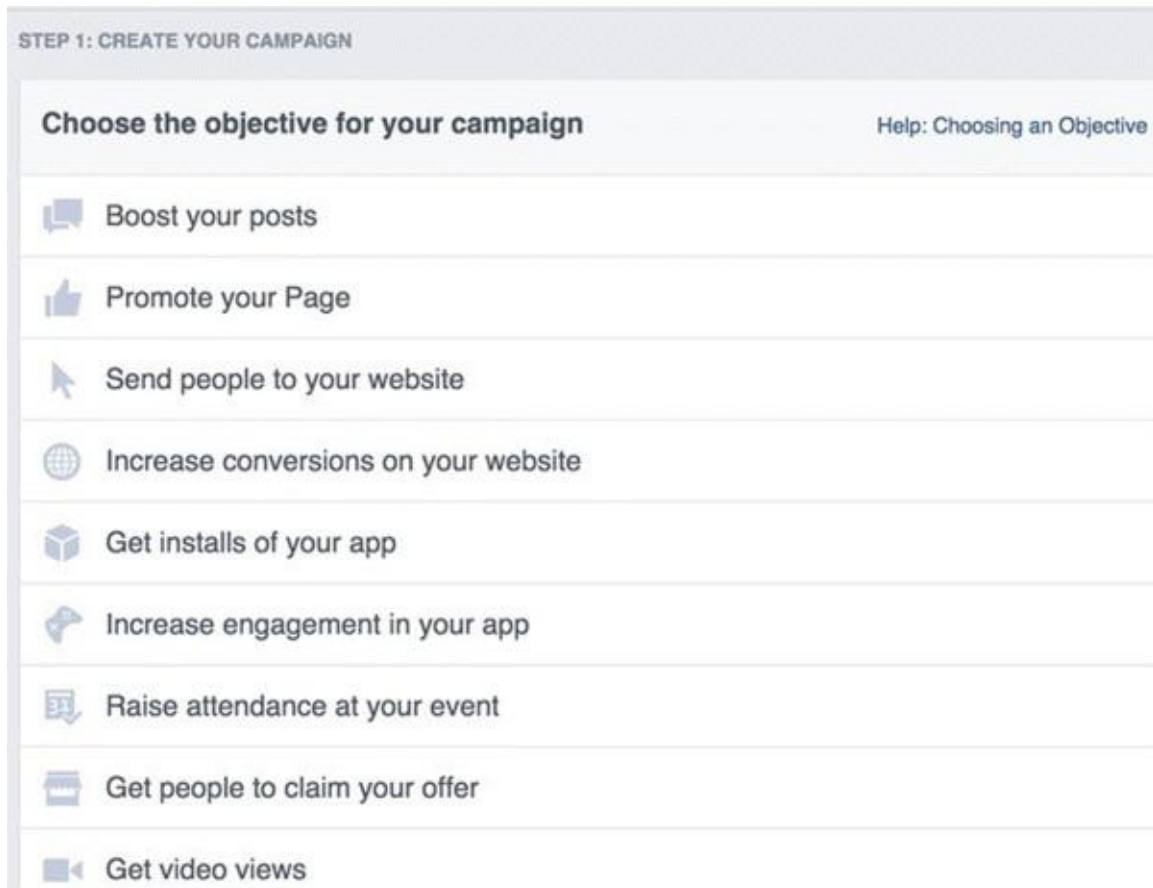 STEP 1: CREATE YOUR CAMPAIGN
Choose the objective for your campaign
Help: Choosing an Objective
Boost your posts
Promote your Page
Send people to your website
Increase conversions on your website
Get installs of your app
Increase engagement in your app
31
Raise attendance at your event
Get people to claim your offer
Get video views